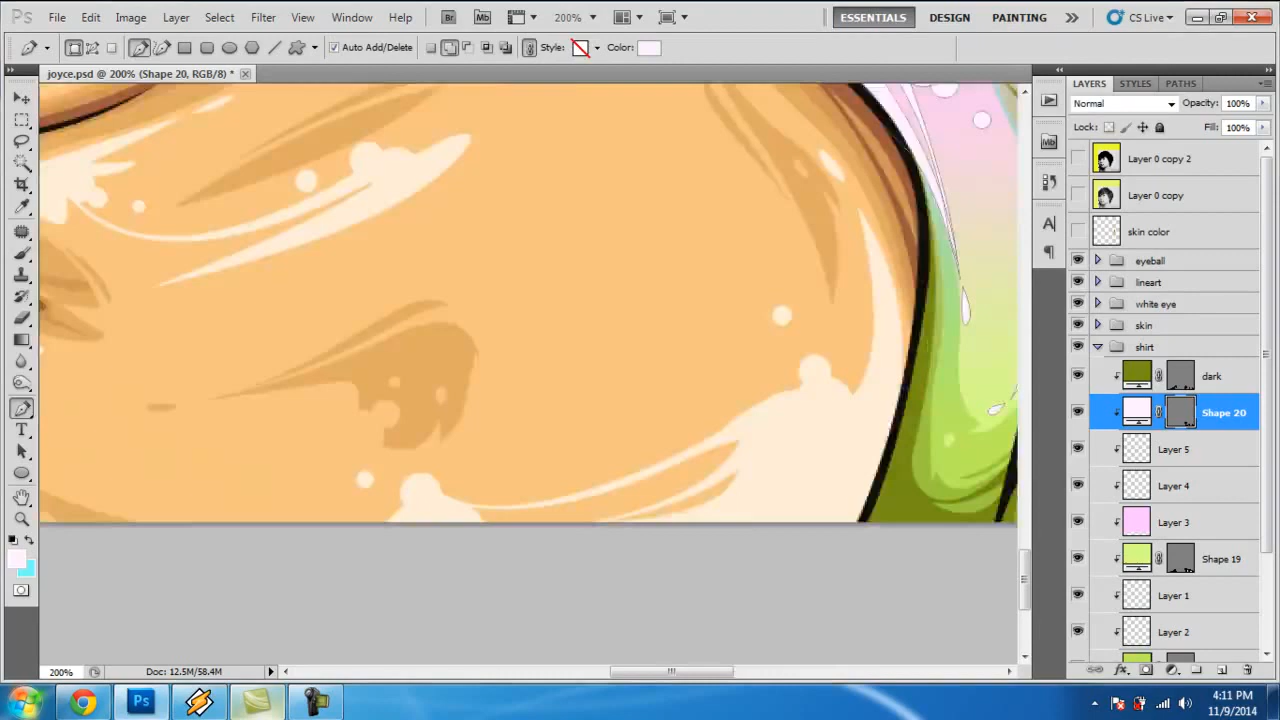 Ps File Edit Image Layer Select Filter View Window Help Br Mb 200% ESSENTIALS DESIGN PAINTING CS Live
Auto Add/Delete Style: Color:
joyce.psd @ 200% (Shape 20, RGB/8) *
LAYERS STYLES PATHS
Normal Opacity: 100%
Lock: Fill: 100%
Mb
Layer 0 copy 2
Layer 0 copy
skin color
eyeball
lineart
white eye
skin
shirt
dark
Shape 20
Layer 5
Layer 4
Layer 3
Shape 19
Layer 1
Layer 2
200% Doc: 12.5M/58.4M
Ps
4:11 PM
11/9/2014